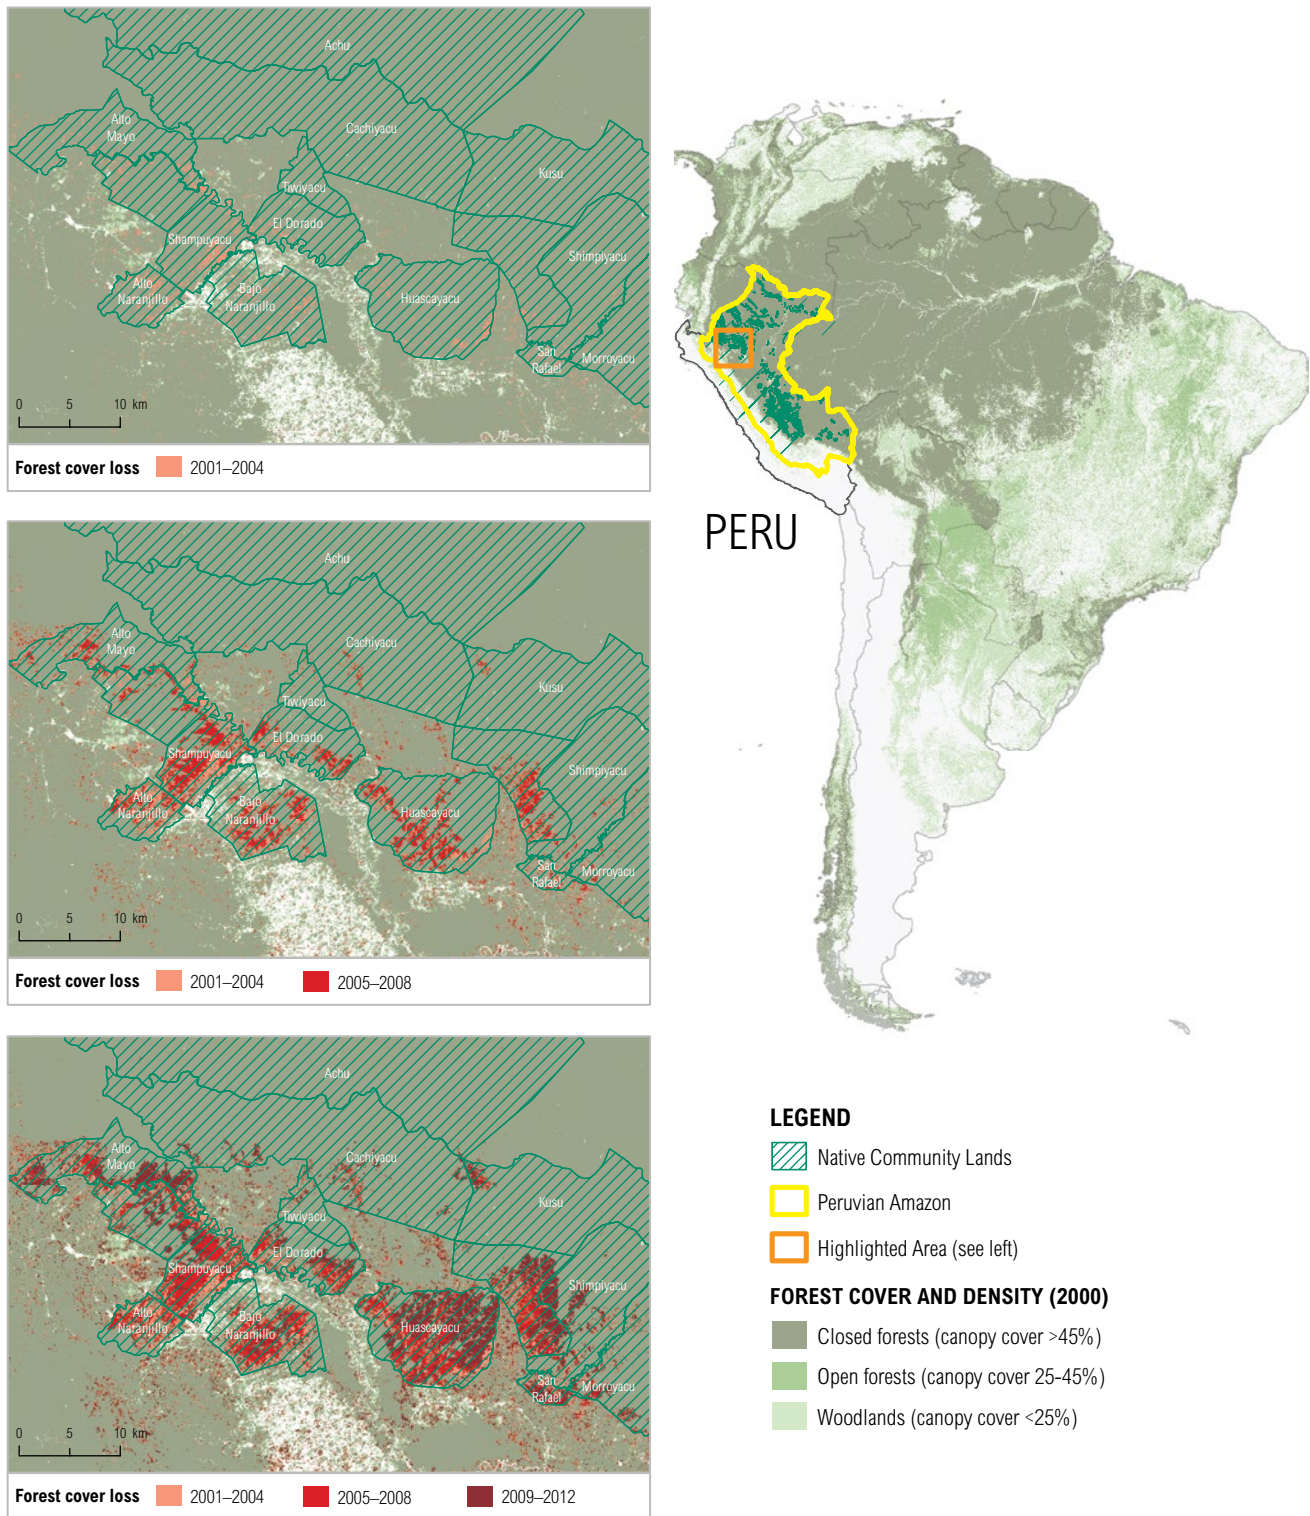 Achu
Alto
Mayo
Cachiyacu
Kusu
Tiwiyacu
El Dorado
Shampuyacu
Shimpiyacu
Alto
Naranjillo
Bajo
Naranjillo
Huascayacu
San
Rafael
Morroyacu
0 5 10 km
Forest cover loss 2001–2004
Achu
Alto
Mayo
Cachiyacu
Kusu
Tiwiyacu
El Dorado
Shampuyacu
Shimpiyacu
Alto
Naranjillo
Bajo
Naranjillo
Huascayacu
San
Rafael
Morroyacu
0 5 10 km
Forest cover loss 2001–2004 2005–2008
Achu
Alto
Mayo
Cachiyacu
Kusu
Tiwiyacu
El Dorado
Shampuyacu
Shimpiyacu
Alto
Naranjillo
Bajo
Naranjillo
Huascayacu
San
Rafael
Morroyacu
0 5 10 km
Forest cover loss 2001–2004 2005–2008 2009–2012
PERU
LEGEND
Native Community Lands
Peruvian Amazon
Highlighted Area (see left)
FOREST COVER AND DENSITY (2000)
Closed forests (canopy cover >45%)
Open forests (canopy cover 25-45%)
Woodlands (canopy cover <25%)